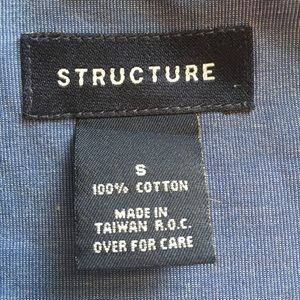 STRUCTURE
S
100% COTTON
MADE IN
TAIWAN R.O.C.
OVER FOR CARE